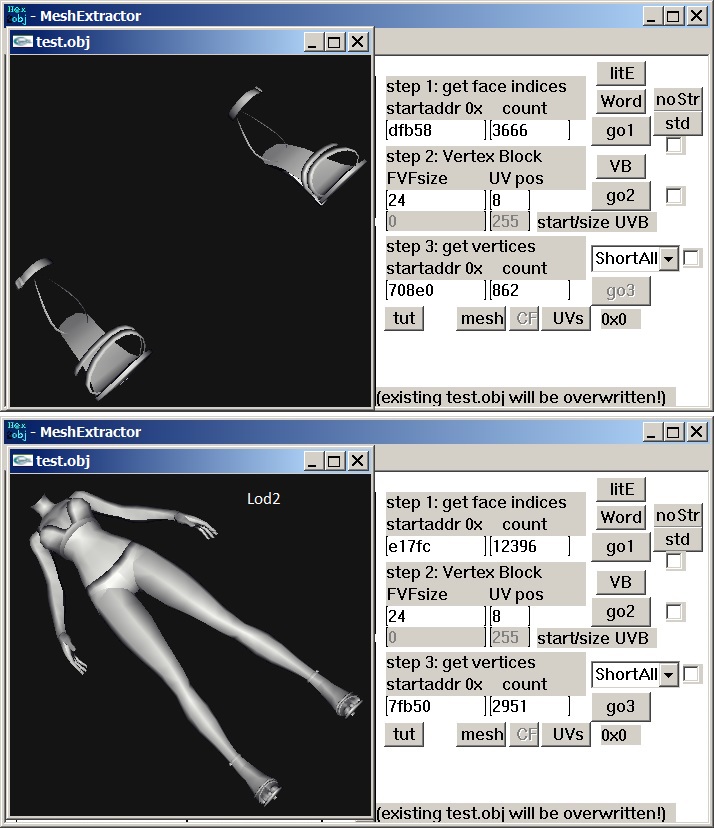 Hex obj - MeshExtractor
test.obj
step 1: get face indices
litE
startaddr 0x count
Word
noStr
dfb58 3666
go1
std
step 2: Vertex Block
VB
FVFsize UV pos
24 8
go2
0 255 start/size UVB
step 3: get vertices
ShortAll
startaddr 0x count
708e0 862
go3
tut mesh CF UVs 0x0
(existing test.obj will be overwritten!)
Hex obj - MeshExtractor
test.obj
Lod2
step 1: get face indices
litE
startaddr 0x count
Word
noStr
e17fc 12396
go1
std
step 2: Vertex Block
VB
FVFsize UV pos
24 8
go2
0 255 start/size UVB
step 3: get vertices
ShortAll
startaddr 0x count
7fb50 2951
go3
tut mesh CF UVs 0x0
(existing test.obj will be overwritten!)